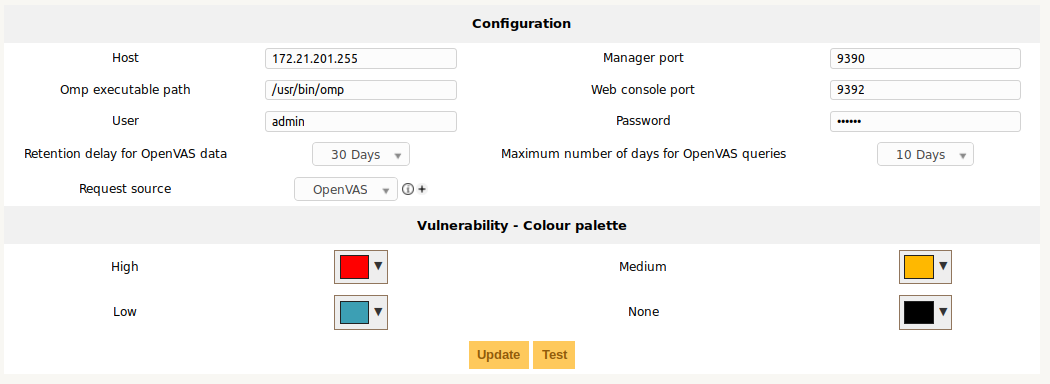 Configuration
Host 172.21.201.255 Manager port 9390
Omp executable path /usr/bin/omp Web console port 9392
User admin Password ••••••
Retention delay for OpenVAS data 30 Days Maximum number of days for OpenVAS queries 10 Days
Request source OpenVAS
Vulnerability - Colour palette
High Medium
Low None
Update Test